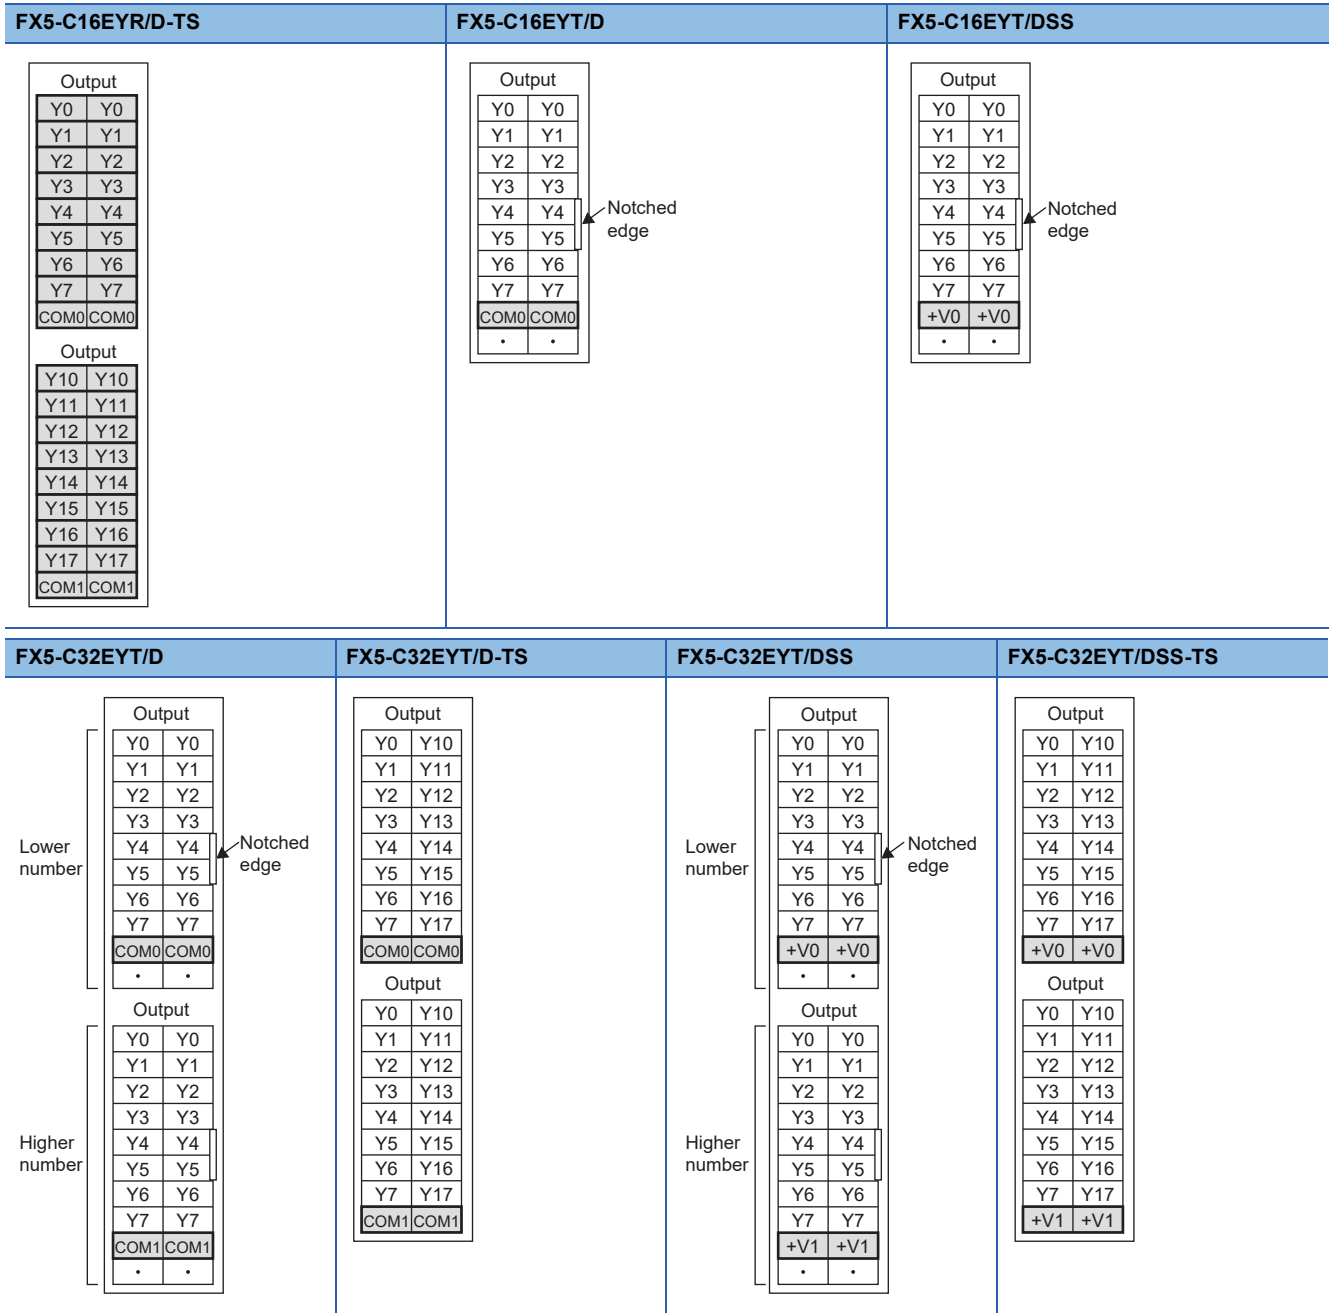 FX5-C16EYR/D-TS
FX5-C16EYT/D
FX5-C16EYT/DSS
Output
Y0 Y0
Y1 Y1
Y2 Y2
Y3 Y3
Y4 Y4
Y5 Y5
Y6 Y6
Y7 Y7
COM0 COM0
Output
Y10 Y10
Y11 Y11
Y12 Y12
Y13 Y13
Y14 Y14
Y15 Y15
Y16 Y16
Y17 Y17
COM1 COM1
Output
Y0 Y0
Y1 Y1
Y2 Y2
Y3 Y3
Y4 Y4
Y5 Y5
Y6 Y6
Y7 Y7
COM0 COM0
• •
Notched
edge
Output
Y0 Y0
Y1 Y1
Y2 Y2
Y3 Y3
Y4 Y4
Y5 Y5
Y6 Y6
Y7 Y7
+V0 +V0
• •
Notched
edge
FX5-C32EYT/D
FX5-C32EYT/D-TS
FX5-C32EYT/DSS
FX5-C32EYT/DSS-TS
Lower
number
Output
Y0 Y0
Y1 Y1
Y2 Y2
Y3 Y3
Y4 Y4
Y5 Y5
Y6 Y6
Y7 Y7
COM0 COM0
• •
Notched
edge
Higher
number
Output
Y0 Y0
Y1 Y1
Y2 Y2
Y3 Y3
Y4 Y4
Y5 Y5
Y6 Y6
Y7 Y7
COM1 COM1
• •
Output
Y0 Y10
Y1 Y11
Y2 Y12
Y3 Y13
Y4 Y14
Y5 Y15
Y6 Y16
Y7 Y17
COM0 COM0
Output
Y0 Y10
Y1 Y11
Y2 Y12
Y3 Y13
Y4 Y14
Y5 Y15
Y6 Y16
Y7 Y17
COM1 COM1
Lower
number
Output
Y0 Y0
Y1 Y1
Y2 Y2
Y3 Y3
Y4 Y4
Y5 Y5
Y6 Y6
Y7 Y7
+V0 +V0
• •
Notched
edge
Higher
number
Output
Y0 Y0
Y1 Y1
Y2 Y2
Y3 Y3
Y4 Y4
Y5 Y5
Y6 Y6
Y7 Y7
+V1 +V1
• •
Output
Y0 Y10
Y1 Y11
Y2 Y12
Y3 Y13
Y4 Y14
Y5 Y15
Y6 Y16
Y7 Y17
+V0 +V0
Output
Y0 Y10
Y1 Y11
Y2 Y12
Y3 Y13
Y4 Y14
Y5 Y15
Y6 Y16
Y7 Y17
+V1 +V1